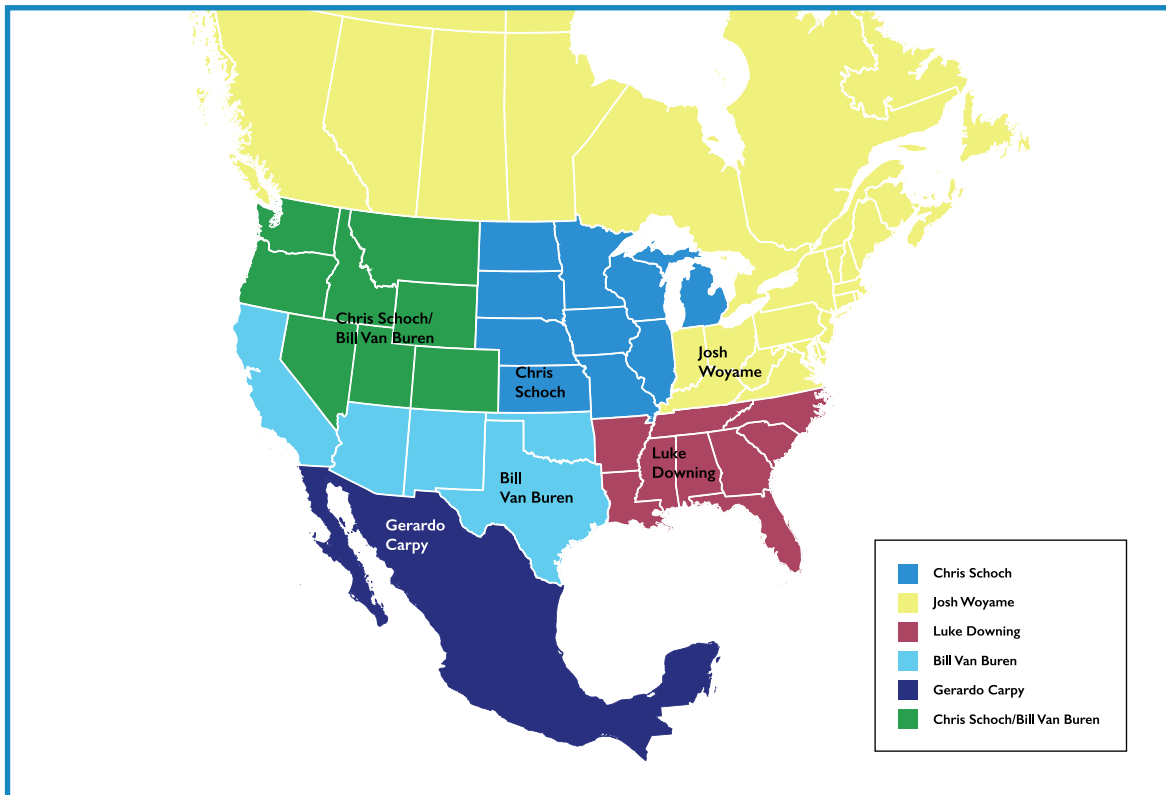 Chris Schoch/
Bill Van Buren
Chris
Schoch
Josh
Woyame
Luke
Downing
Bill
Van Buren
Gerardo
Carpy
Chris Schoch
Josh Woyame
Luke Downing
Bill Van Buren
Gerardo Carpy
Chris Schoch/Bill Van Buren